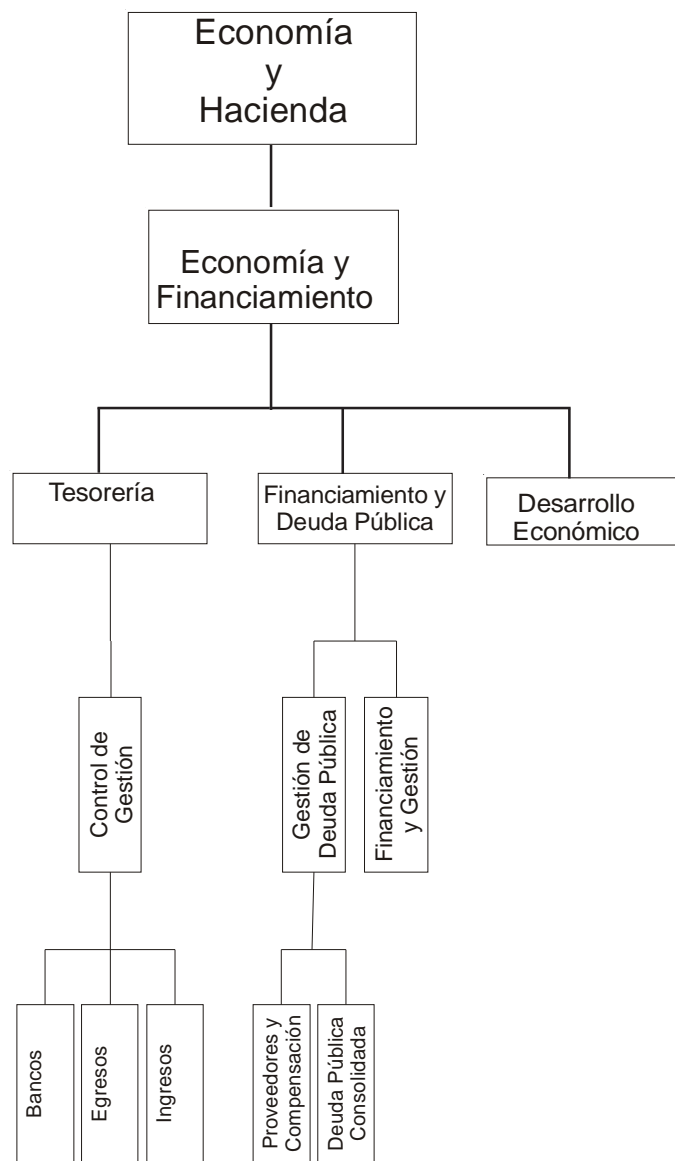 Economía
y
Hacienda
Economía y
Financiamiento
Tesorería
Financiamiento y
Deuda Pública
Desarrollo
Económico
Control de
Gestión
Gestión de
Deuda Pública
Financiamiento
y Gestión
Bancos
Egresos
Ingresos
Proveedores y
Compensación
Deuda Pública
Consolidada